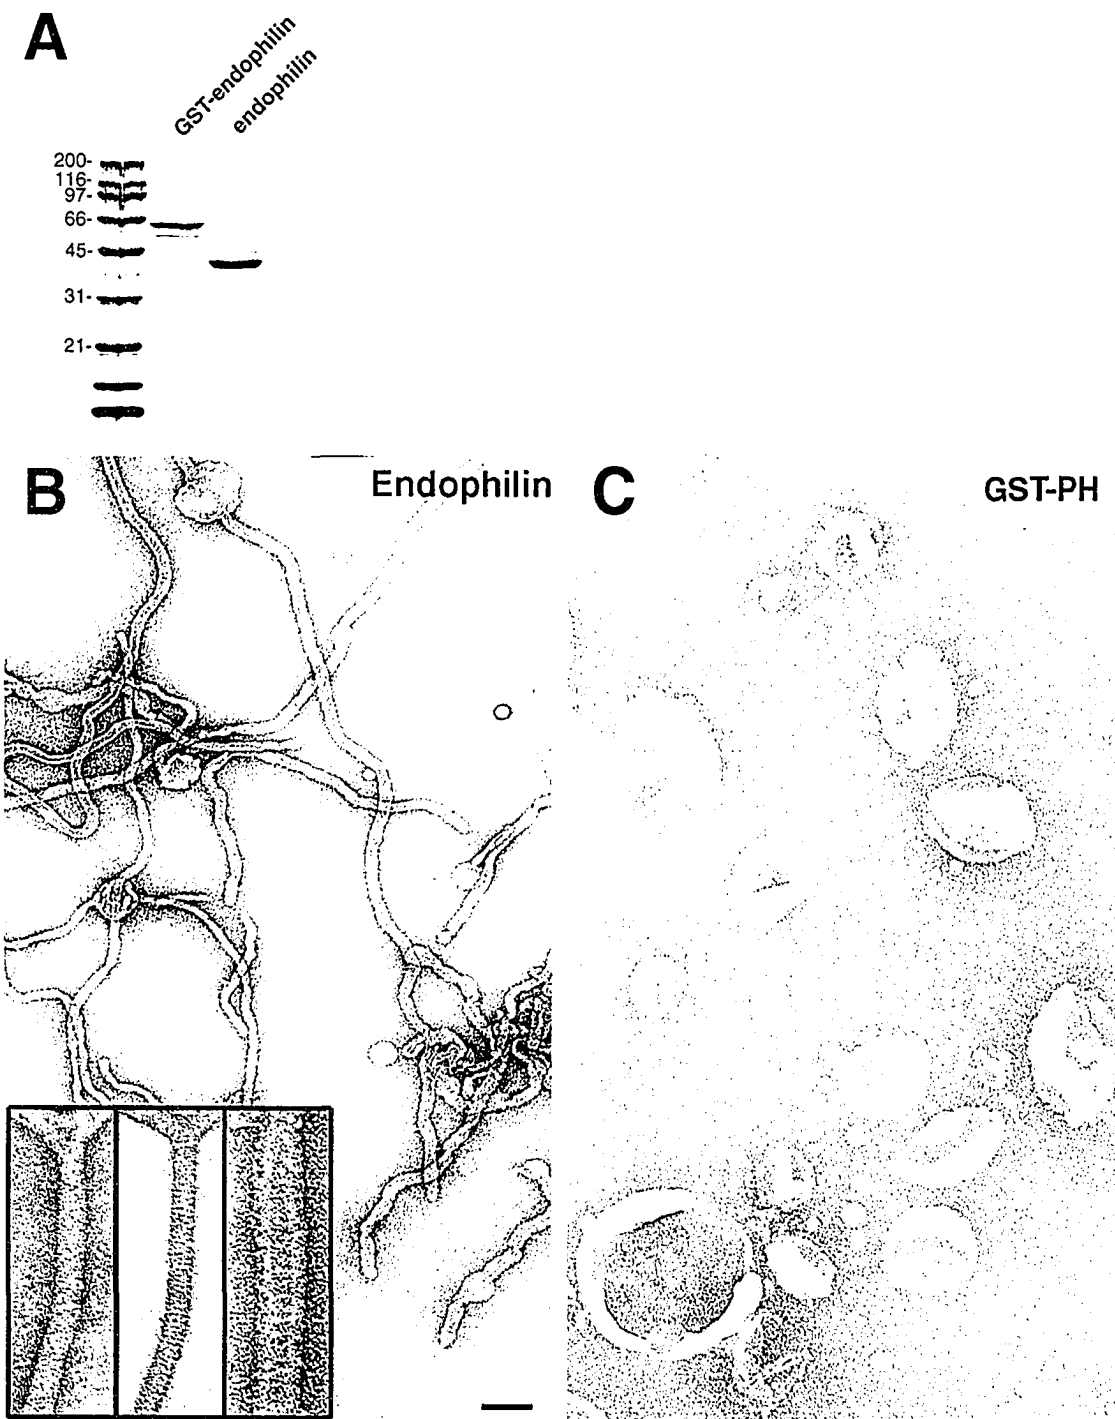 A
GST-endophilin
endophilin
200-
116-
97-
66-
45-
31-
21-
B
Endophilin
C
GST-PH